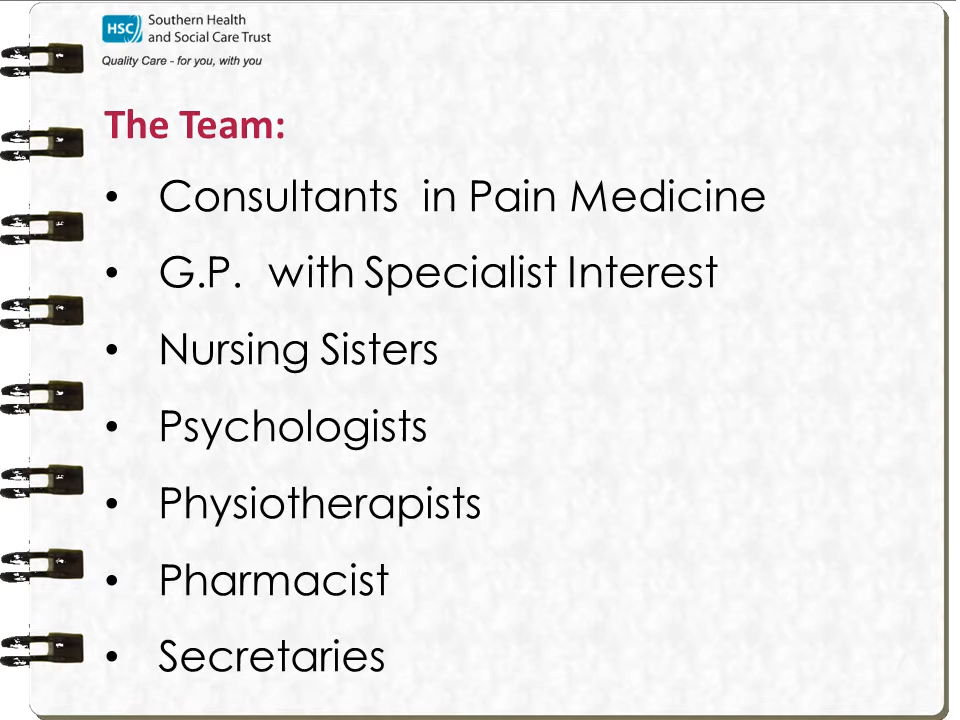 HSC Southern Health
and Social Care Trust
Quality Care - for you, with you
The Team:
• Consultants in Pain Medicine
• G.P. with Specialist Interest
• Nursing Sisters
• Psychologists
• Physiotherapists
• Pharmacist
• Secretaries